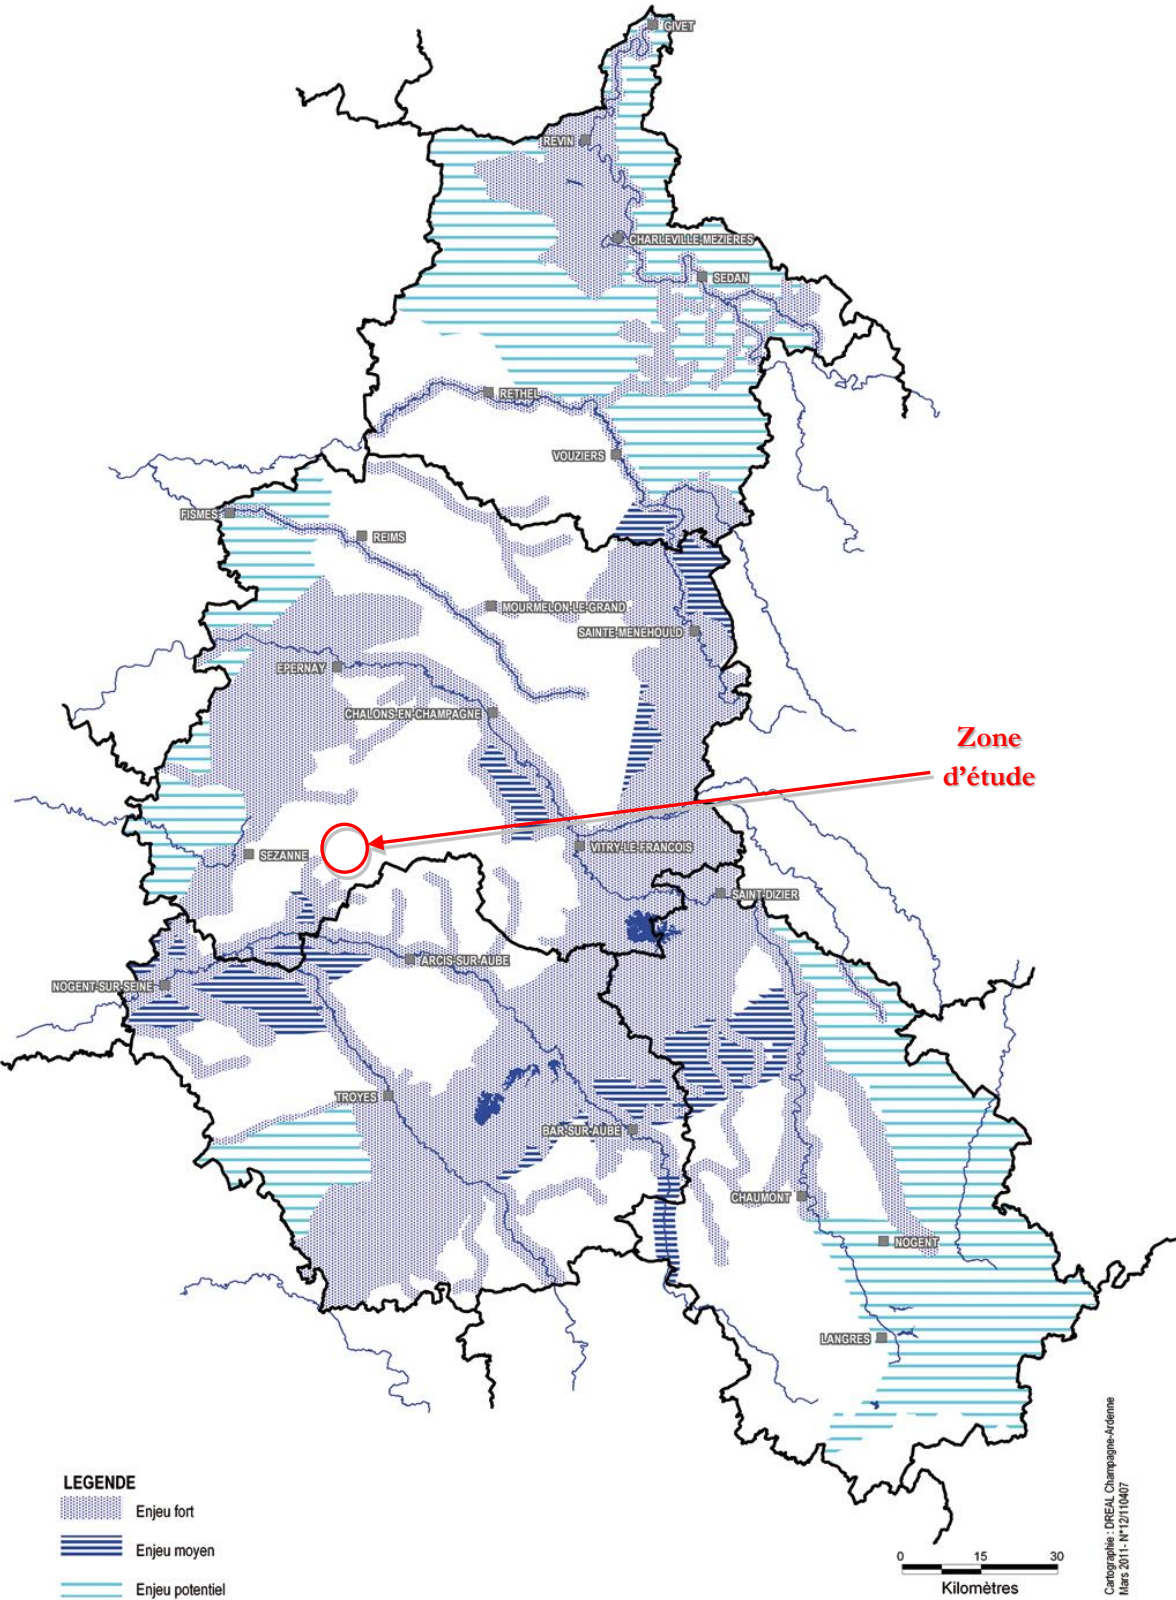 GIVET
REVIN
CHARLEVILLE-MEZIERES
SEDAN
RETHEL
VOUZIERS
FISMES
REIMS
MOURMELON-LE-GRAND
SAINTE-MENEHOULD
EPERNAY
CHALONS-EN-CHAMPAGNE
Zone
d'étude
SEZANNE
VITRY-LE-FRANCOIS
SAINT-DIZIER
ARCIS-SUR-AUBE
NOGENT-SUR-SEINE
TROYES
BAR-SUR-AUBE
CHAUMONT
NOGENT
LANGRES
LEGENDE
Enjeu fort
Enjeu moyen
Enjeu potentiel
0 15 30
Kilomètres
Cartographie : DREAL Champagne-Ardenne
Mars 2011- N°12/110407